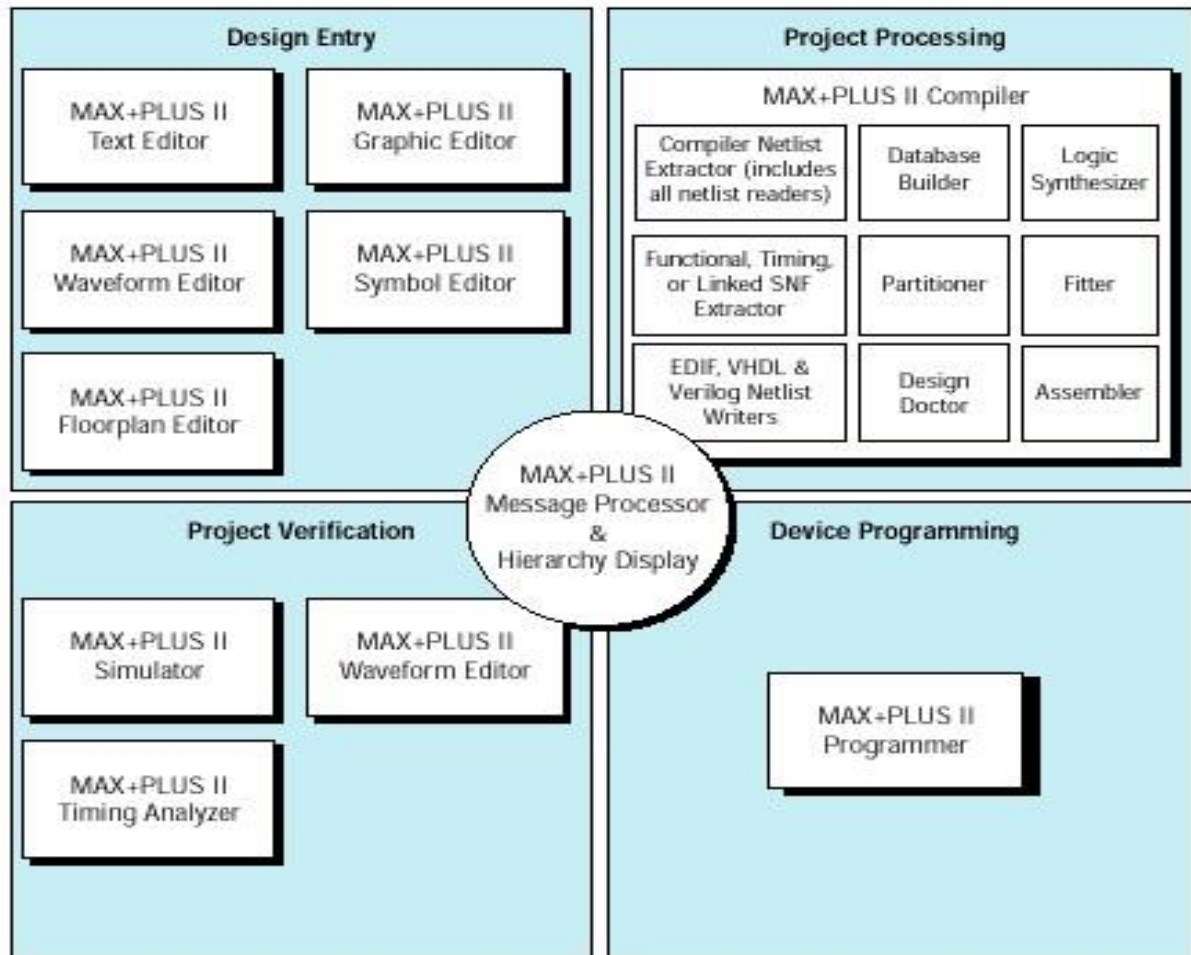 Design Entry
MAX+PLUS II
Text Editor
MAX+PLUS II
Graphic Editor
MAX+PLUS II
Waveform Editor
MAX+PLUS II
Symbol Editor
MAX+PLUS II
Floorplan Editor
Project Processing
MAX+PLUS II Compiler
Compiler Netlist
Extractor (includes
all netlist readers)
Database
Builder
Logic
Synthesizer
Functional, Timing,
or Linked SNF
Extractor
Partitioner
Fitter
EDIF, VHDL &
Verilog Netlist
Writers
Design
Doctor
Assembler
MAX+PLUS II
Message Processor
&
Hierarchy Display
Project Verification
MAX+PLUS II
Simulator
MAX+PLUS II
Waveform Editor
MAX+PLUS II
Timing Analyzer
Device Programming
MAX+PLUS II
Programmer